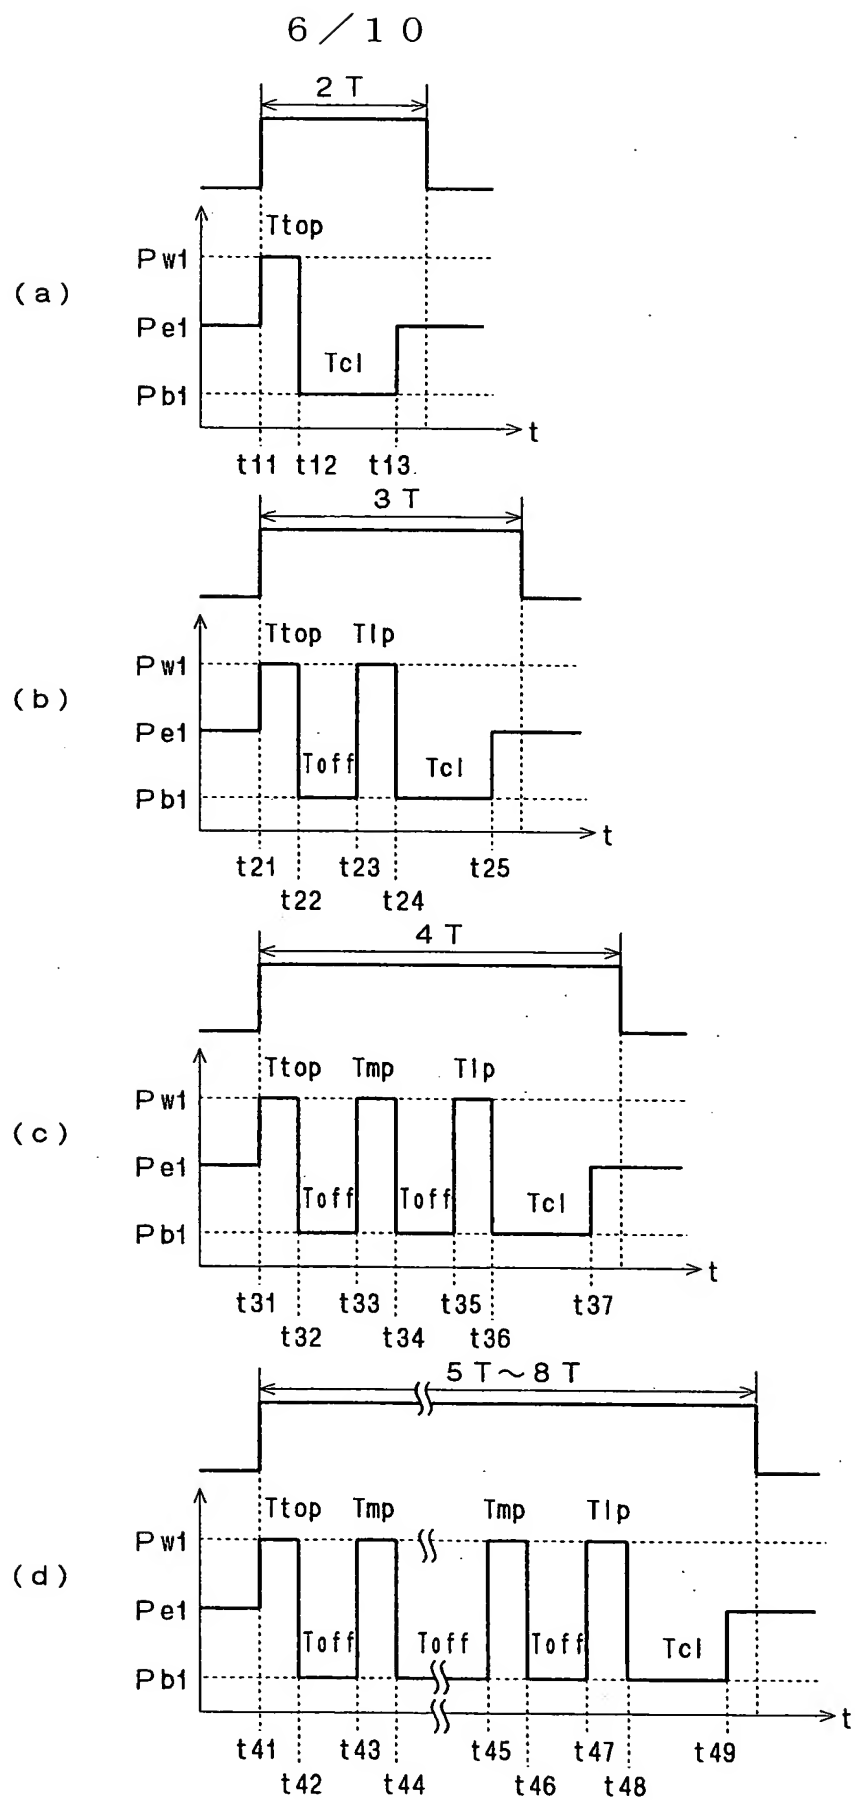 6/10
2T
Ttop
Pw1
(a)
Pe1
Tcl
Pb1
t
t11 t12 t13
3T
Ttop Tlp
Pw1
(b)
Pe1
Toff Tcl
Pb1
t
t21 t23 t25
t22 t24
4T
Ttop Tmp Tlp
Pw1
(c)
Pe1
Toff Toff Tcl
Pb1
t
t31 t33 t35 t37
t32 t34 t36
5T～8T
Ttop Tmp Tmp Tlp
Pw1
(d)
Pe1
Toff Toff Toff Tcl
Pb1
t
t41 t43 t45 t47 t49
t42 t44 t46 t48